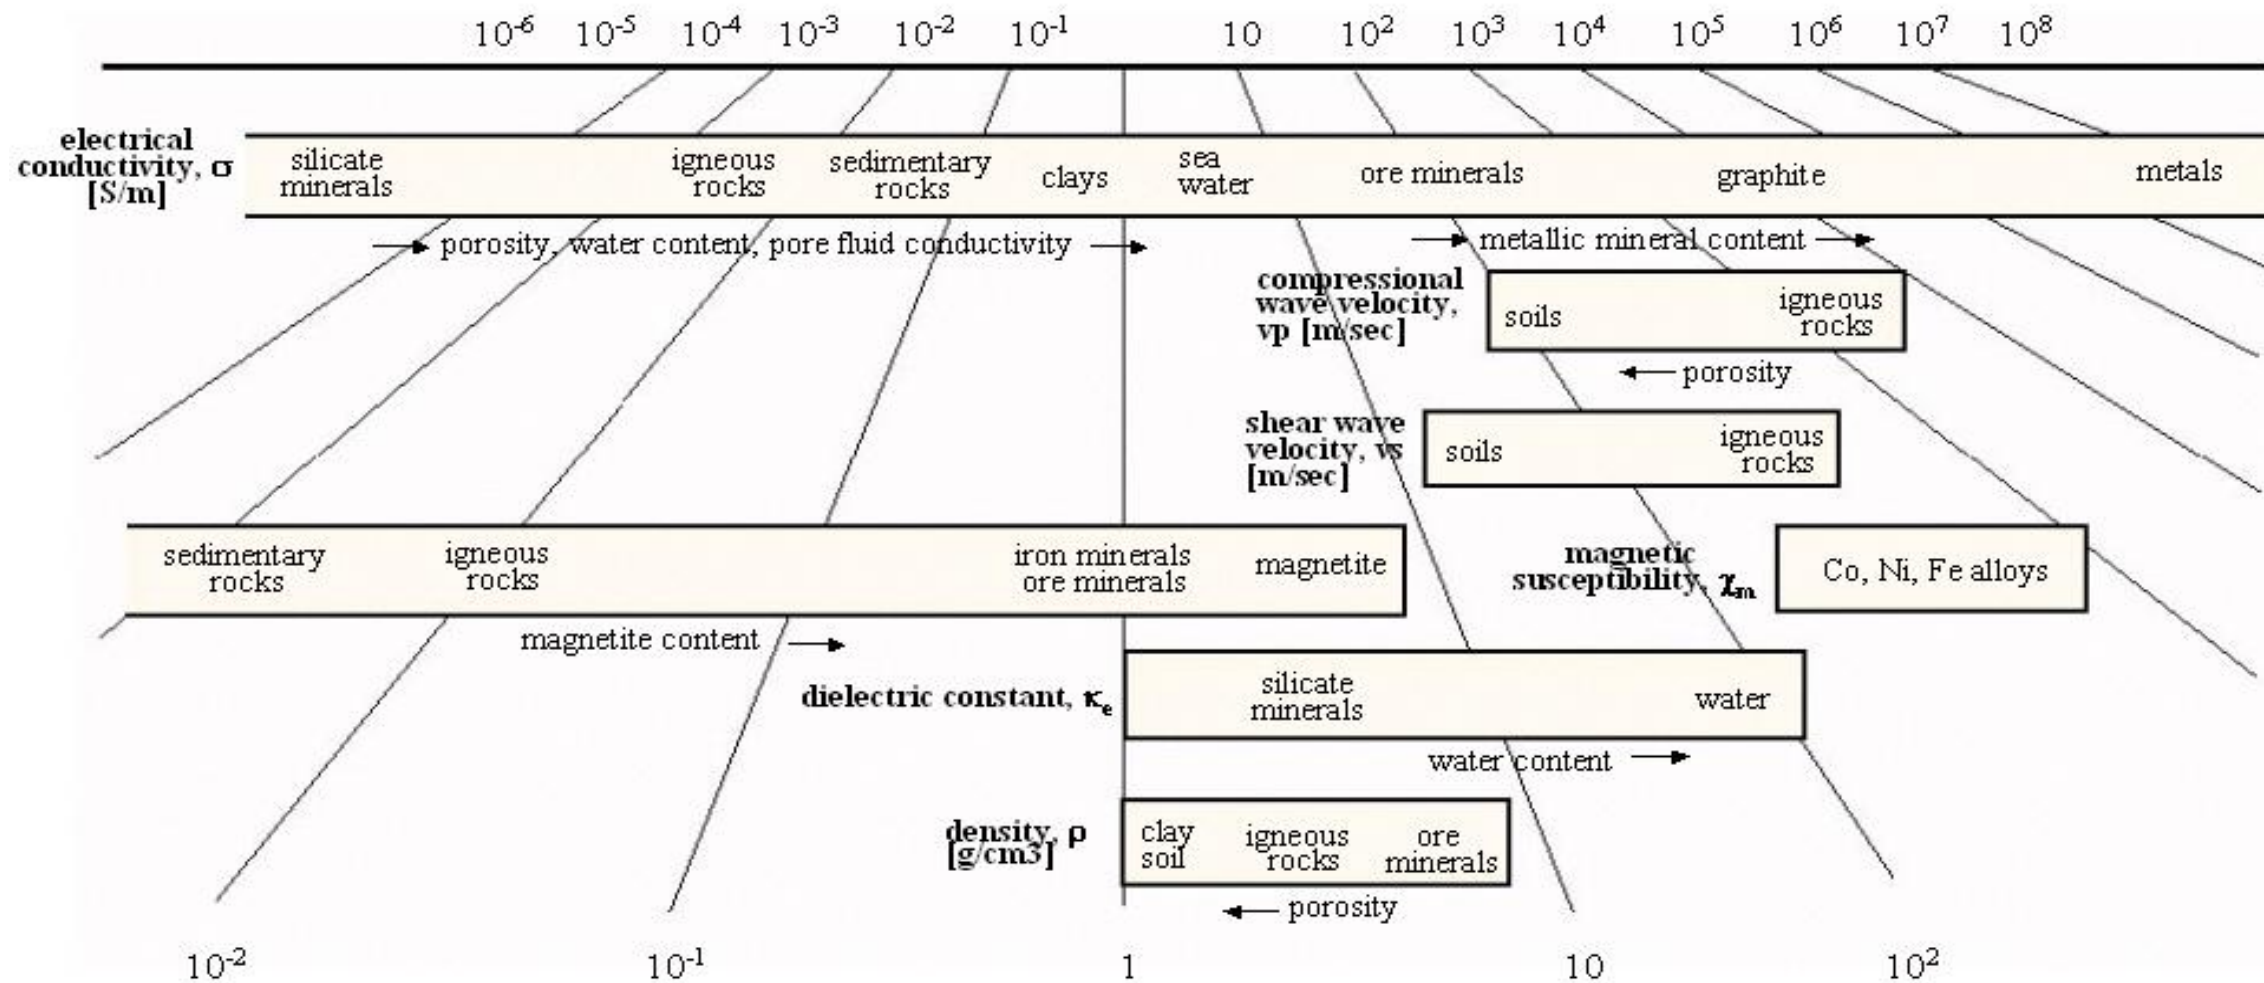 10-6 10-5 10-4 10-3 10-2 10-1 10 10² 10³ 10⁴ 10⁵ 10⁶ 10⁷ 10⁸
electrical
conductivity, σ
[S/m]
silicate
minerals
igneous
rocks
sedimentary
rocks
clays
sea
water
ore minerals
graphite
metals
porosity, water content, pore fluid conductivity
metallic mineral content
compressional
wave velocity,
vp [m/sec]
soils
igneous
rocks
porosity
shear wave
velocity, vs
[m/sec]
soils
igneous
rocks
sedimentary
rocks
igneous
rocks
iron minerals
ore minerals
magnetite
magnetic
susceptibility, χm
Co, Ni, Fe alloys
magnetite content
dielectric constant, κe
silicate
minerals
water
water content
density, ρ
[g/cm3]
clay
soil
igneous
rocks
ore
minerals
porosity
10-2 10-1 1 10 10²